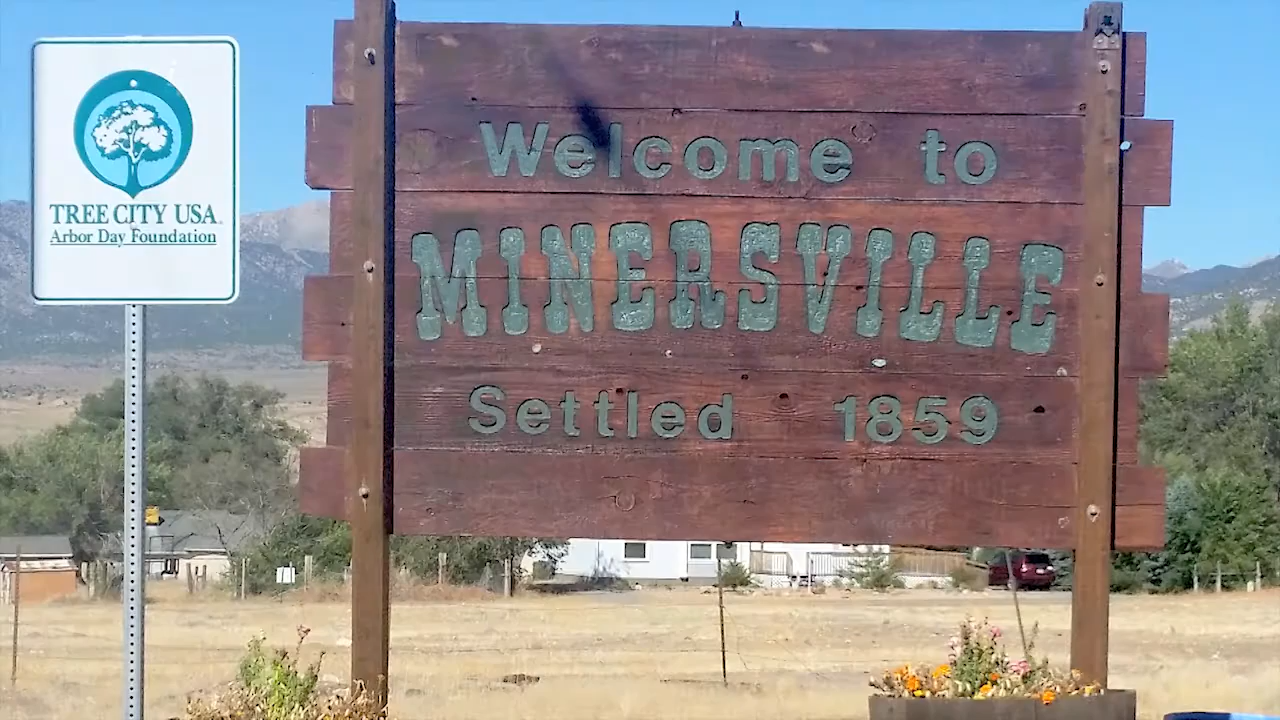 TREE CITY USA
Arbor Day Foundation
Welcome to
MINERSVILLE
Settled 1859